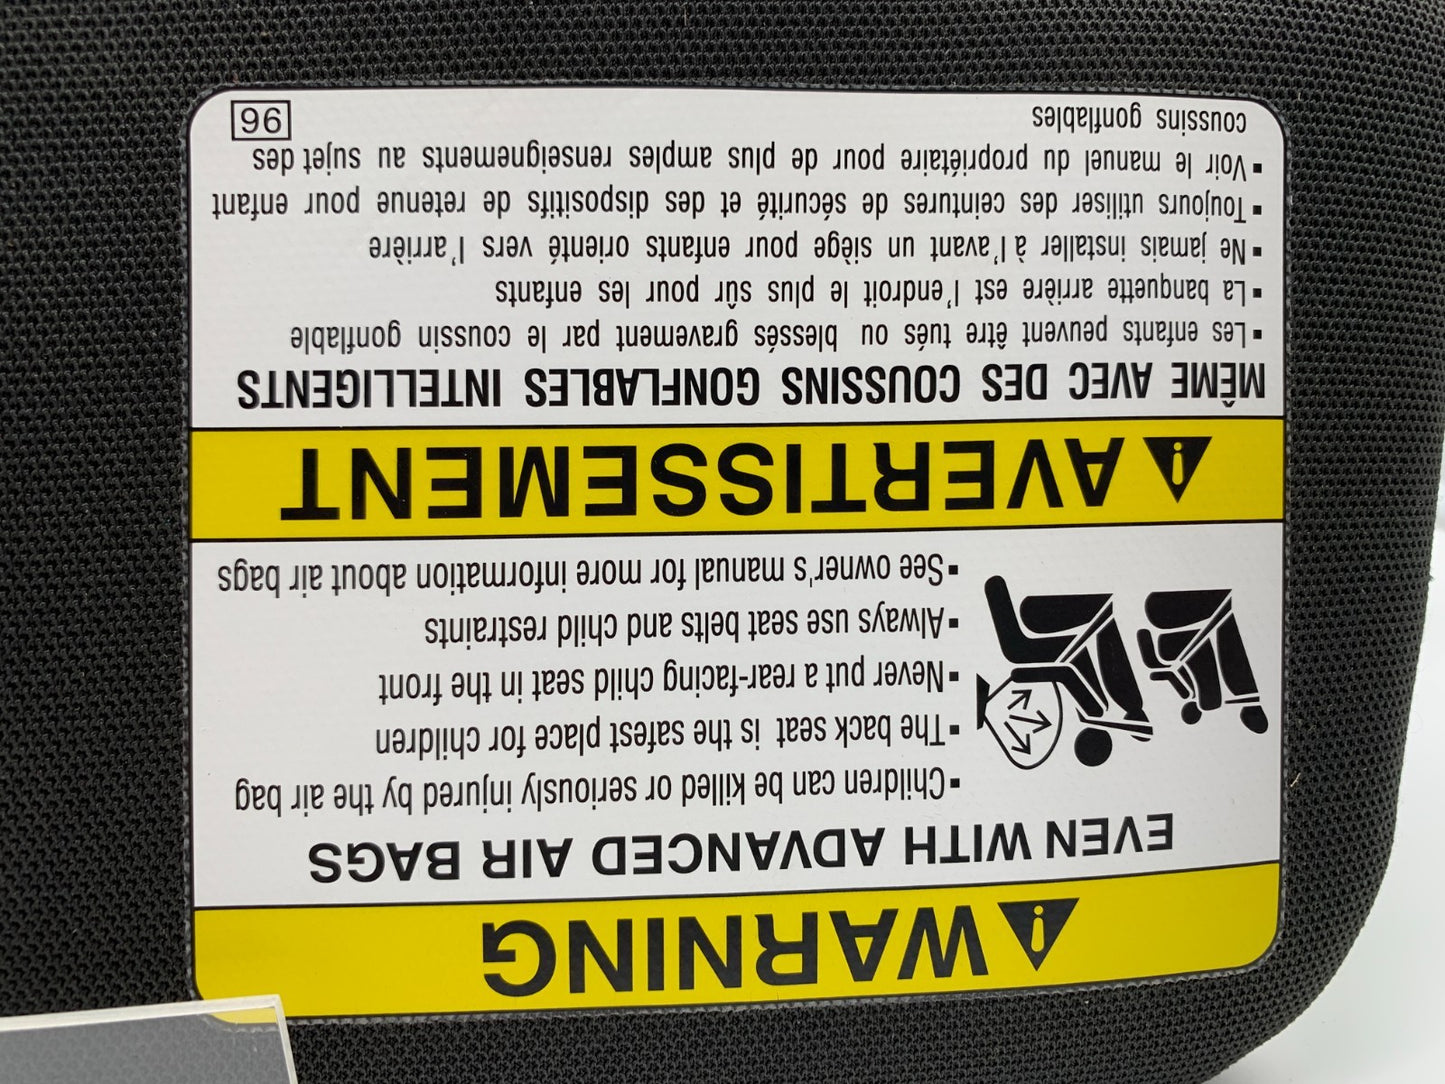 WARNING
EVEN WITH ADVANCED AIR BAGS
▪Children can be killed or seriously injured by the air bag
▪The back seat is the safest place for children
▪Never put a rear-facing child seat in the front
▪Always use seat belts and child restraints
▪See owner's manual for more information about air bags
AVERTISSEMENT
MÊME AVEC DES COUSSINS GONFLABLES INTELLIGENTS
▪Les enfants peuvent être tués ou blessés gravement par le coussin gonflable
▪La banquette arrière est l'endroit le plus sûr pour les enfants
▪Ne jamais installer à l'avant un siège pour enfants orienté vers l'arrière
▪Toujours utiliser des ceintures de sécurité et des dispositifs de retenue pour enfant
▪Voir le manuel du propriétaire pour de plus amples renseignements au sujet des
coussins gonflables
96